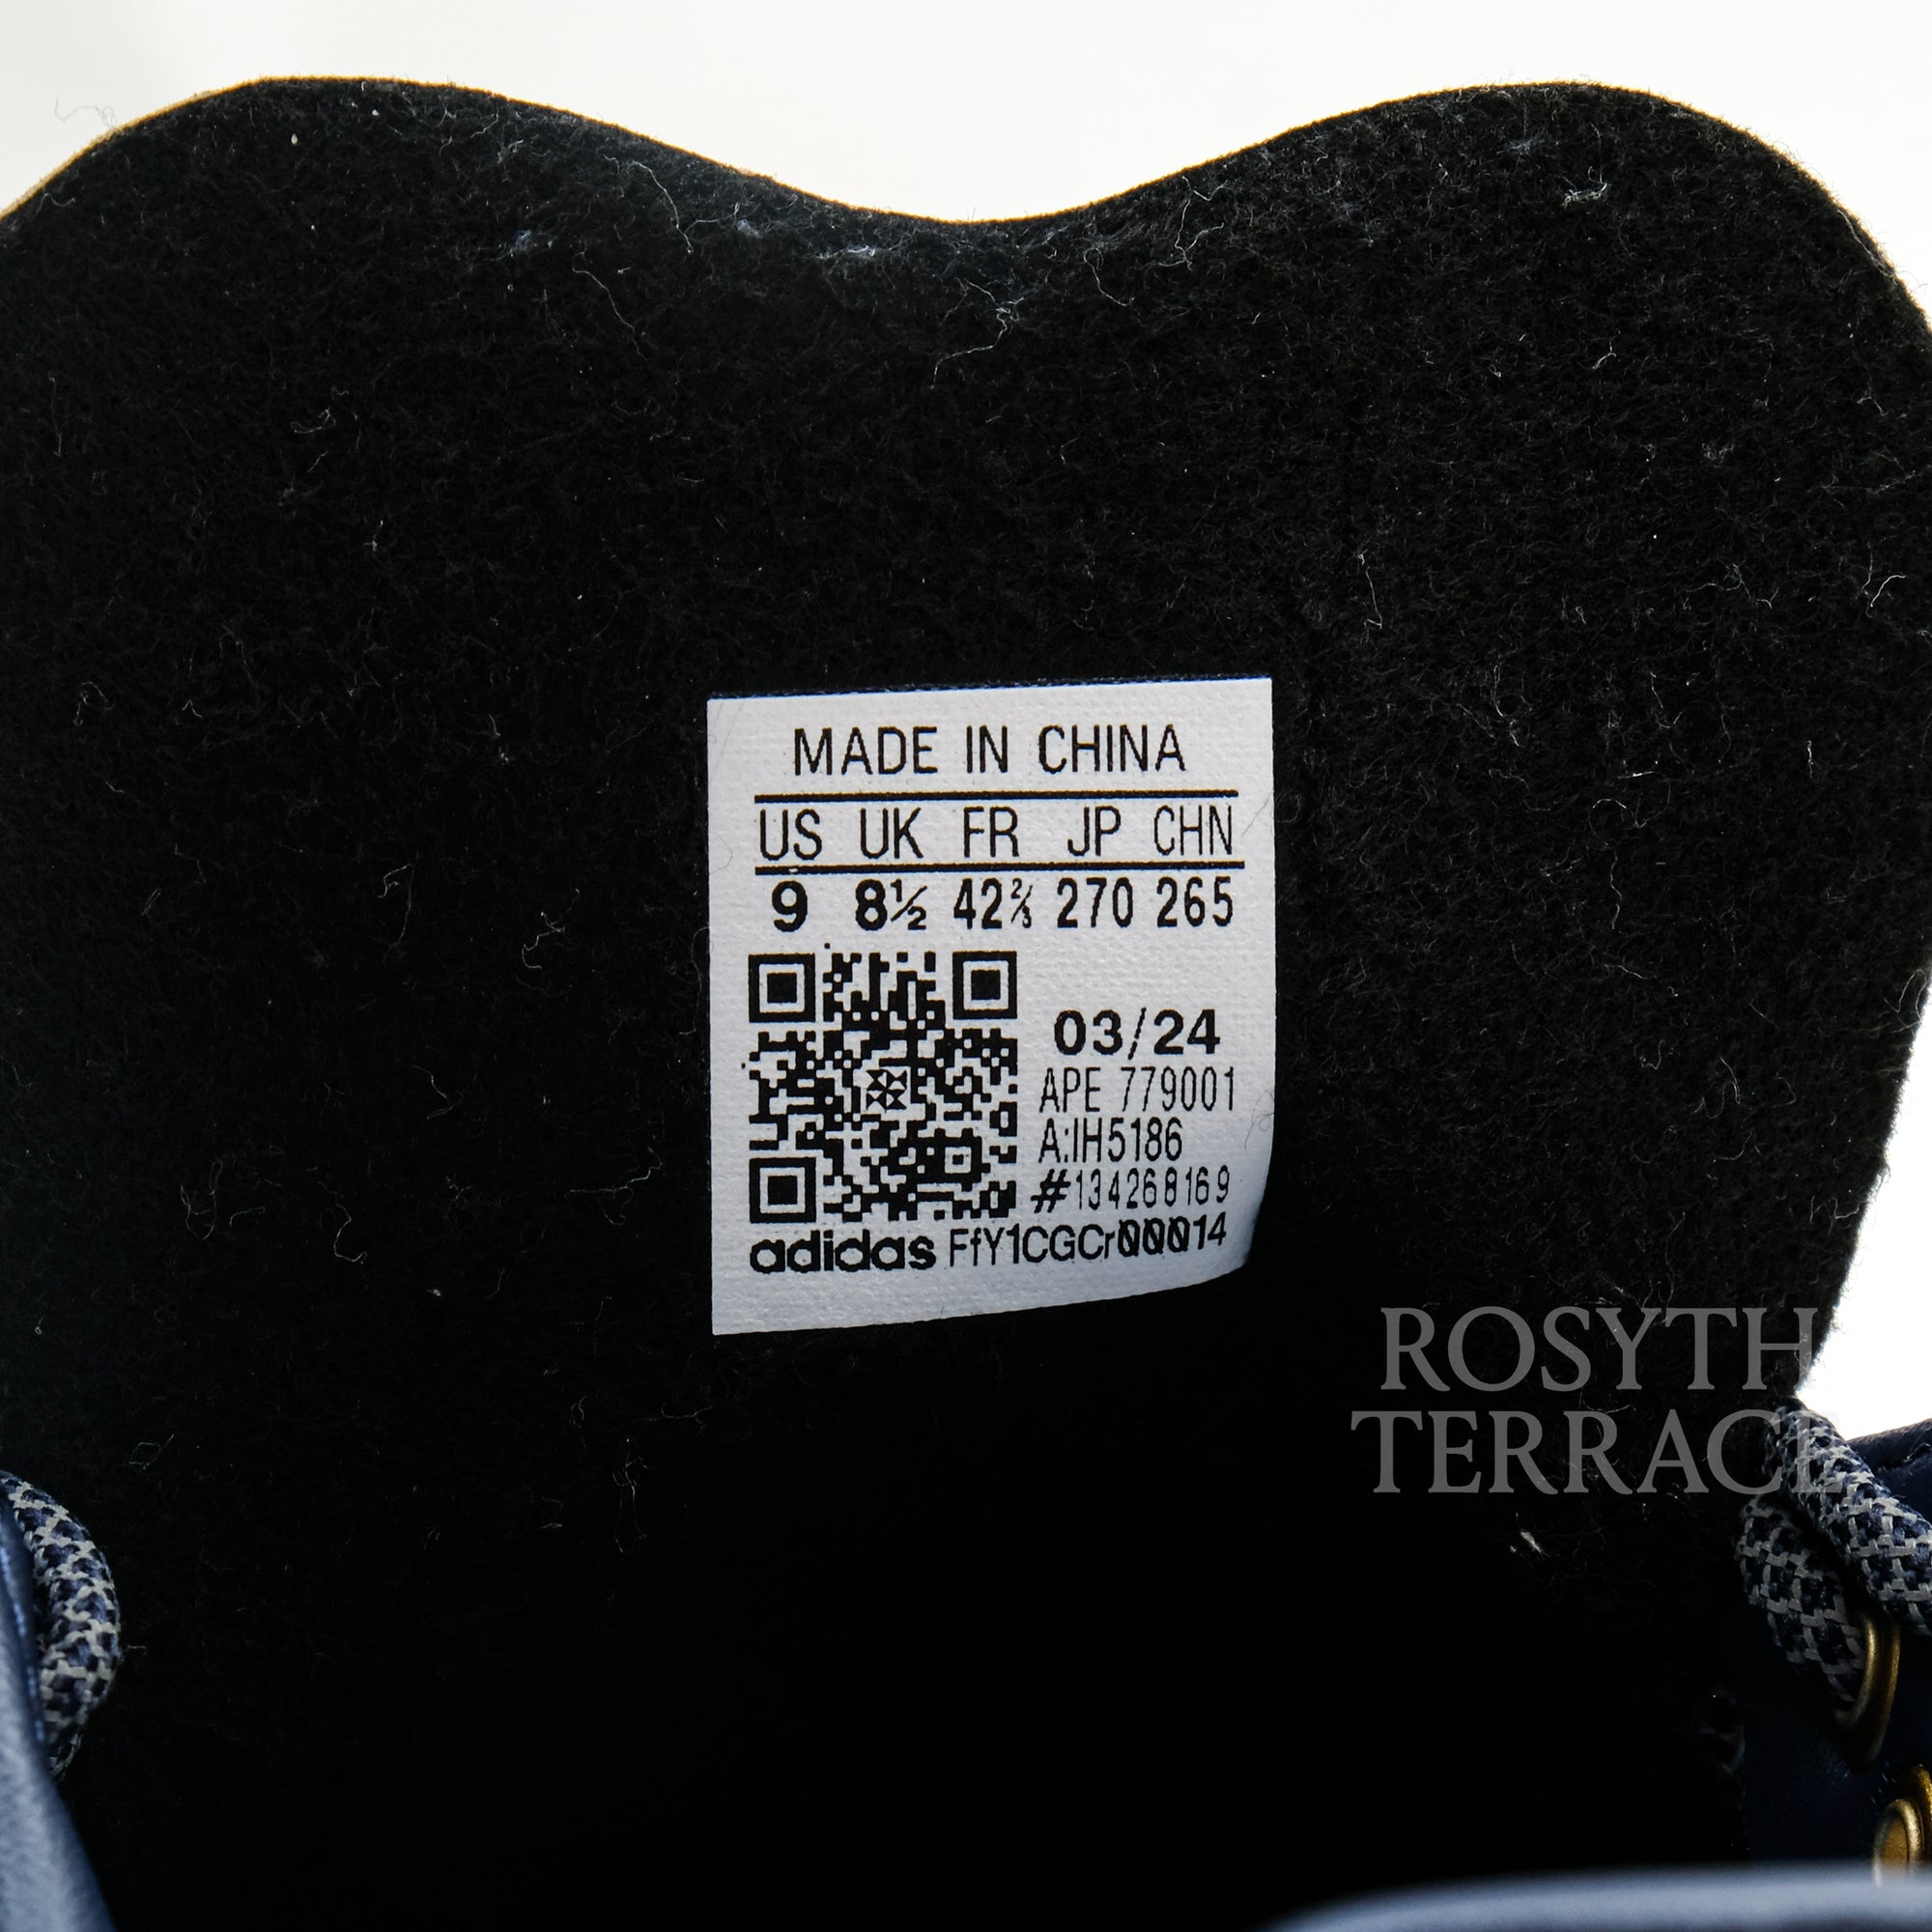 MADE IN CHINA
US UK FR JP CHN
9 8½ 42⅔ 270 265
03/24
APE 779001
A:IH5186
#134268169
adidas FfY1CGCr00014
ROSYTH
TERRACE